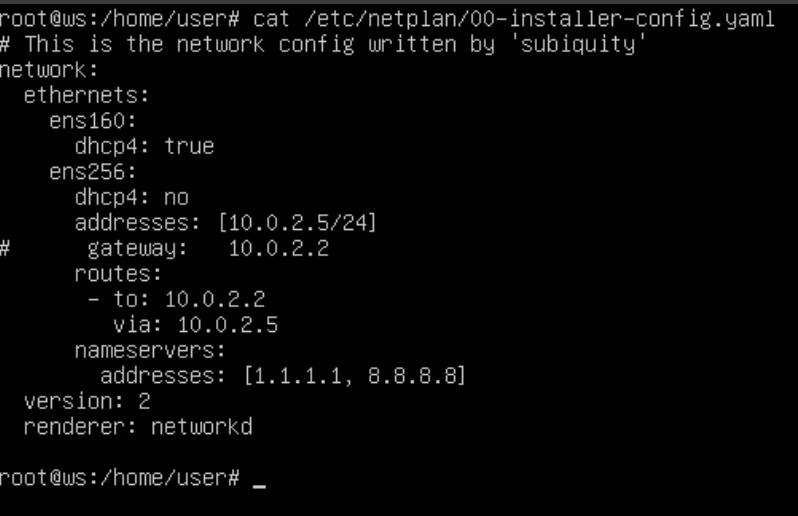 root@ws:/home/user# cat /etc/netplan/00-installer-config.yaml
# This is the network config written by 'subiquity'
network:
  ethernets:
    ens160:
      dhcp4: true
    ens256:
      dhcp4: no
      addresses: [10.0.2.5/24]
#      gateway:   10.0.2.2
      routes:
       - to: 10.0.2.2
         via: 10.0.2.5
      nameservers:
        addresses: [1.1.1.1, 8.8.8.8]
  version: 2
  renderer: networkd

root@ws:/home/user# _